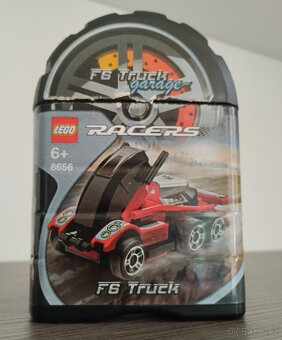 F6 Truck
garage
LEGO
RACERS
6+
8656
F6 Truck